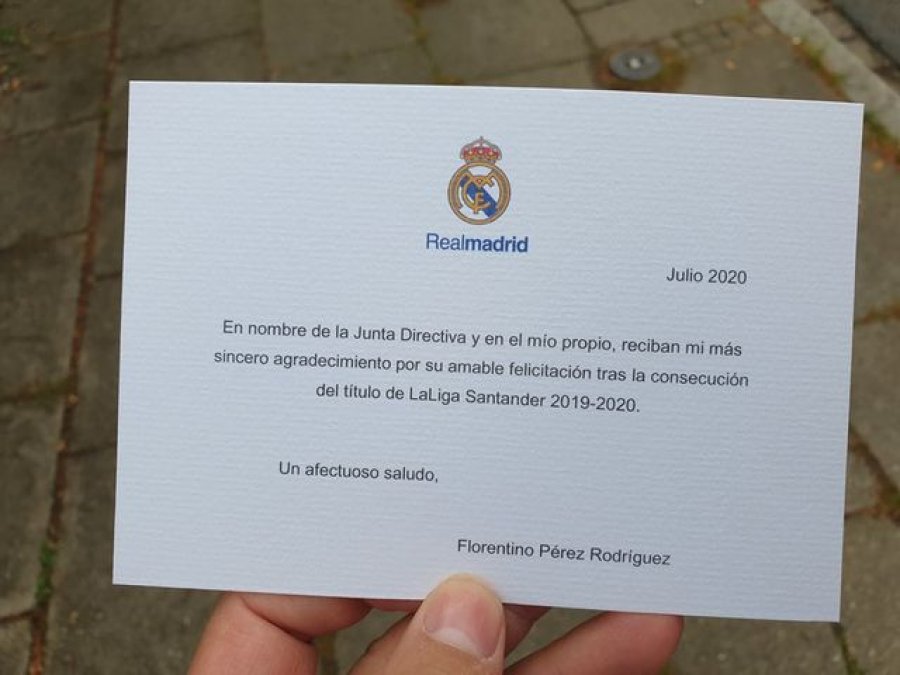 Realmadrid
Julio 2020
En nombre de la Junta Directiva y en el mío propio, reciban mi más
sincero agradecimiento por su amable felicitación tras la consecución
del título de LaLiga Santander 2019-2020.
Un afectuoso saludo,
Florentino Pérez Rodríguez